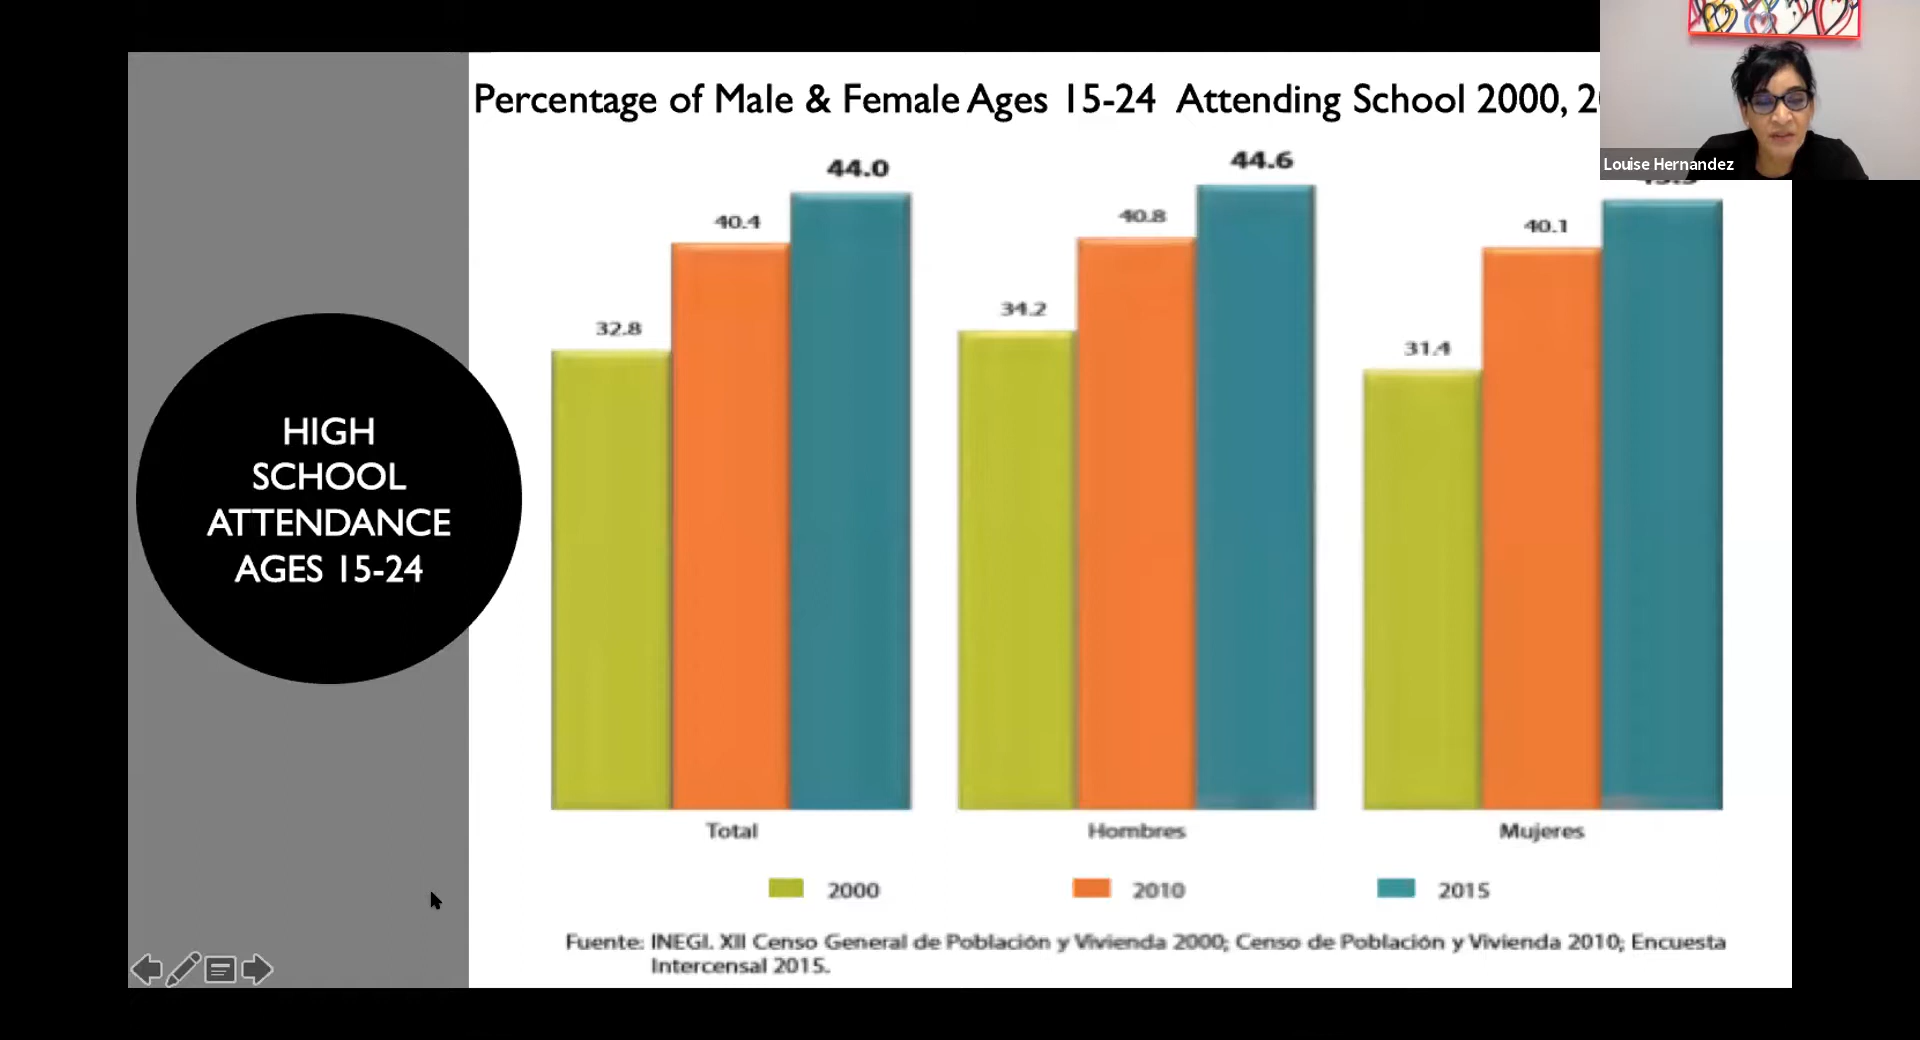 Percentage of Male & Female Ages 15-24 Attending School 2000,
Louise Hernandez
HIGH
SCHOOL
ATTENDANCE
AGES 15-24
44.0
40.4
32.8
44.6
40.8
34.2
40.1
31.4
Total
Hombres
Mujeres
2000
2010
2015
Fuente: INEGI. XII Censo General de Población y Vivienda 2000; Censo de Población y Vivienda 2010; Encuesta
Intercensal 2015.